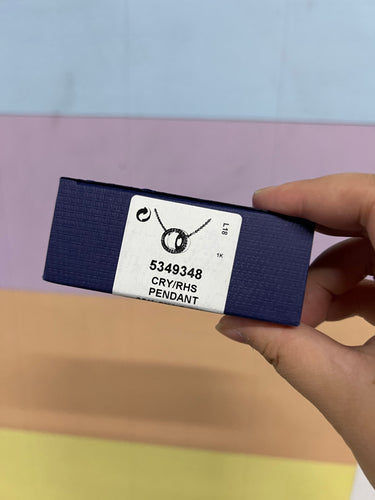 L18
1K
5349348
CRY/RHS
PENDANT